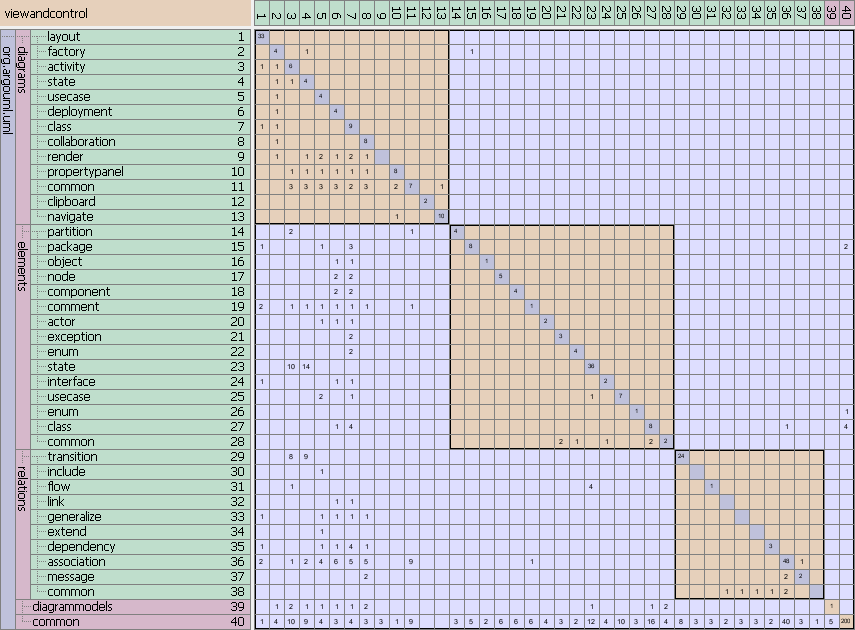 viewandcontrol 1 2 3 4 5 6 7 8 9 10 11 12 13 14 15 16 17 18 19 20 21 22 23 24 25 26 27 28 29 30 31 32 33 34 35 36 37 38 39 40
org.argouml.uml
diagrams
layout 1 33
factory 2 4 1 1
activity 3 1 1 6
state 4 1 1 4
usecase 5 1 4
deployment 6 1 4
class 7 1 1 9
collaboration 8 1 8
render 9 1 1 2 1 2 1
propertypanel 10 1 1 1 1 1 1 8
common 11 3 3 3 3 2 3 2 7 1
clipboard 12 2
navigate 13 1 10
elements
partition 14 2 1 4
package 15 1 1 3 8 2
object 16 1 1 1
node 17 2 2 5
component 18 2 2 4
comment 19 2 1 1 1 1 1 1 1 1
actor 20 1 1 1 2
exception 21 2 3
enum 22 2 4
state 23 10 14 36
interface 24 1 1 1 2
usecase 25 2 1 1 7
enum 26 1 1
class 27 1 4 8 1 4
common 28 2 1 1 2 2
relations
transition 29 8 9 24
include 30 1
flow 31 1 4 1
link 32 1 1
generalize 33 1 1 1 1 1
extend 34 1
dependency 35 1 1 1 4 1 3
association 36 2 1 2 4 6 5 5 9 1 48 1
message 37 2 2 2
common 38 1 1 1 1 2
diagrammodels 39 1 2 1 1 1 1 2 1 1 2 1
common 40 1 4 10 9 4 3 4 3 3 1 9 3 5 2 6 6 6 4 2 2 12 4 10 3 16 4 8 3 3 2 3 3 3 40 3 1 5 200